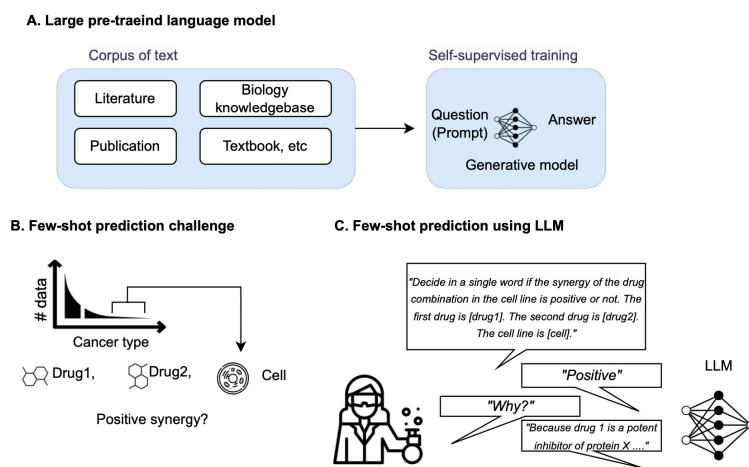 A. Large pre-traeind language model
Corpus of text
Self-supervised training
Literature
Biology
knowledgebase
Publication
Textbook, etc
Question
(Prompt)
Answer
Generative model
B. Few-shot prediction challenge
C. Few-shot prediction using LLM
# data
Cancer type
Drug1,
Drug2,
Cell
Positive synergy?
"Decide in a single word if the synergy of the drug
combination in the cell line is positive or not. The
first drug is [drug1]. The second drug is [drug2].
The cell line is [cell]."
"Positive"
LLM
"Why?"
"Because drug 1 is a potent
inhibitor of protein X ...."